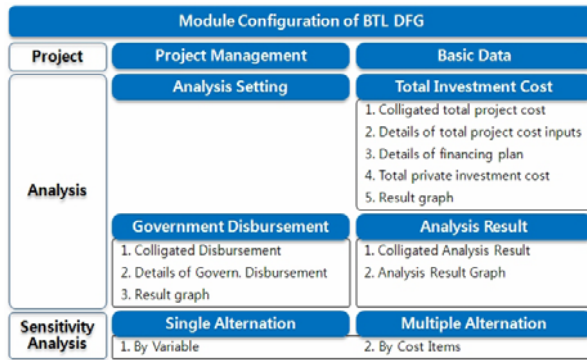 Module Configuration of BTL DFG
Project
Project Management
Basic Data
Analysis
Analysis Setting
Total Investment Cost
1. Colligated total project cost
2. Details of total project cost inputs
3. Details of financing plan
4. Total private investment cost
5. Result graph
Government Disbursement
1. Colligated Disbursement
2. Details of Govern. Disbursement
3. Result graph
Analysis Result
1. Colligated Analysis Result
2. Analysis Result Graph
Sensitivity
Analysis
Single Alternation
1. By Variable
Multiple Alternation
2. By Cost Items